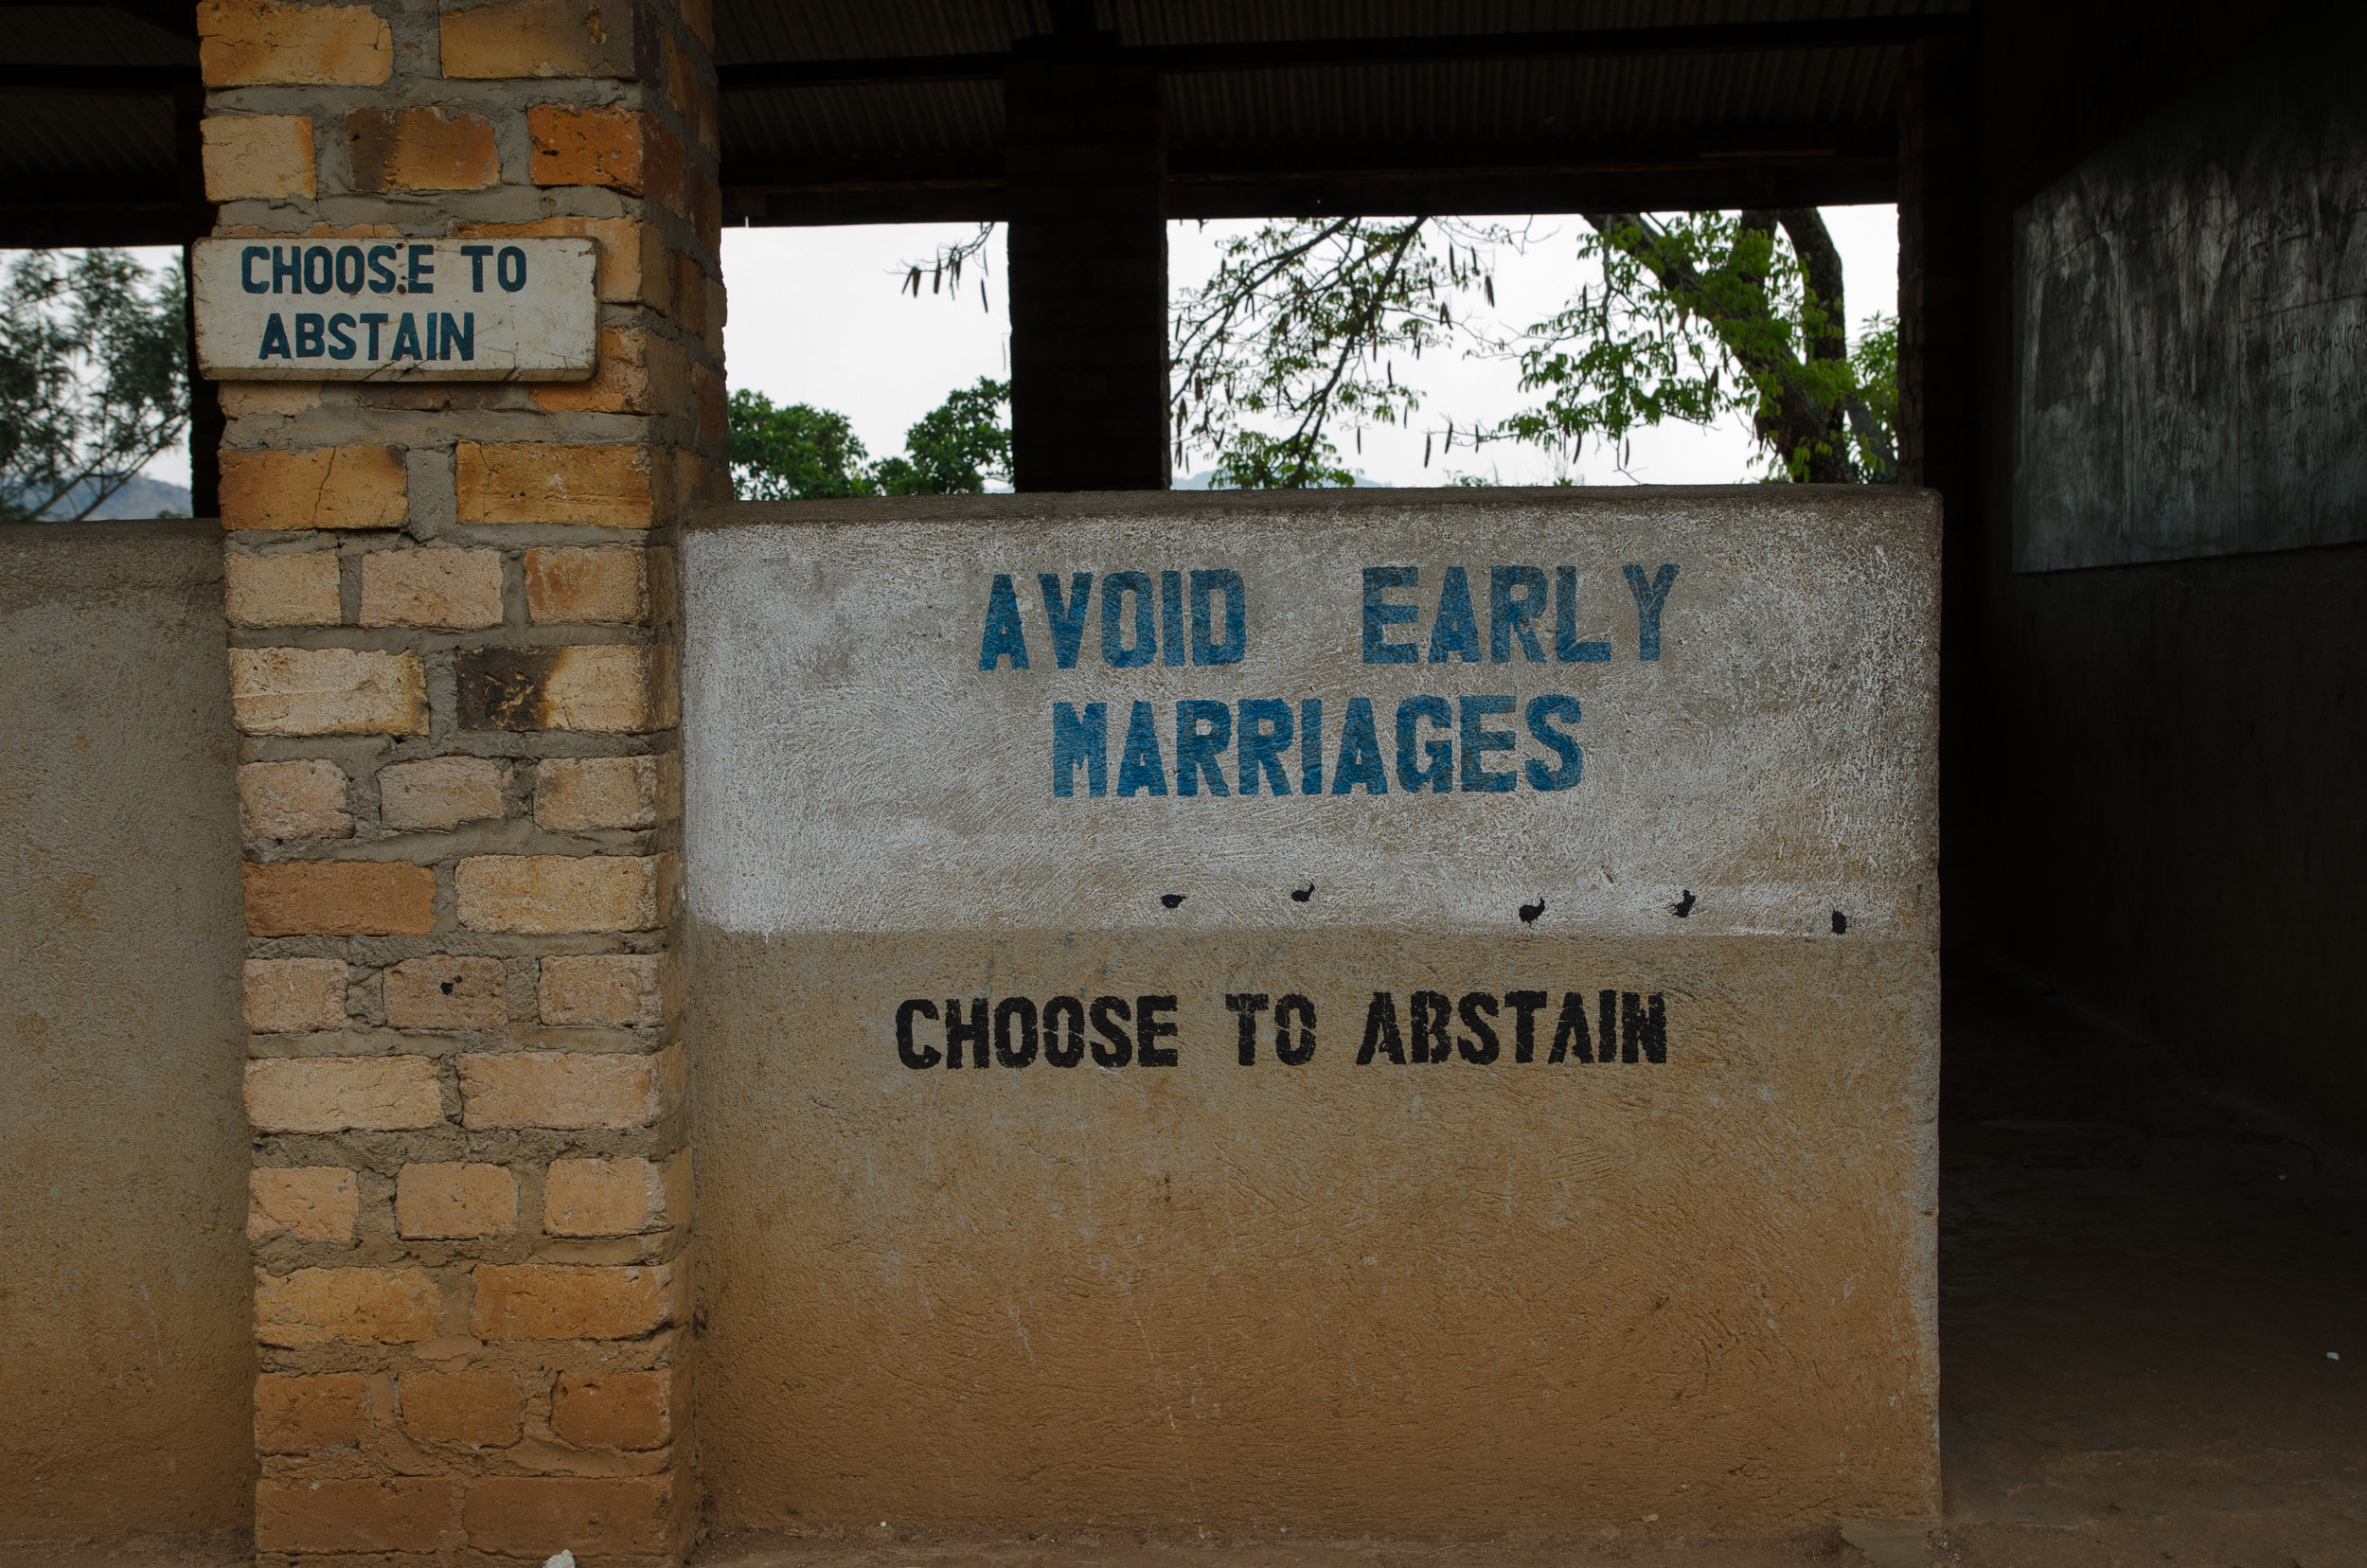 CHOOSE TO
ABSTAIN
AVOID EARLY
MARRIAGES
CHOOSE TO ABSTAIN